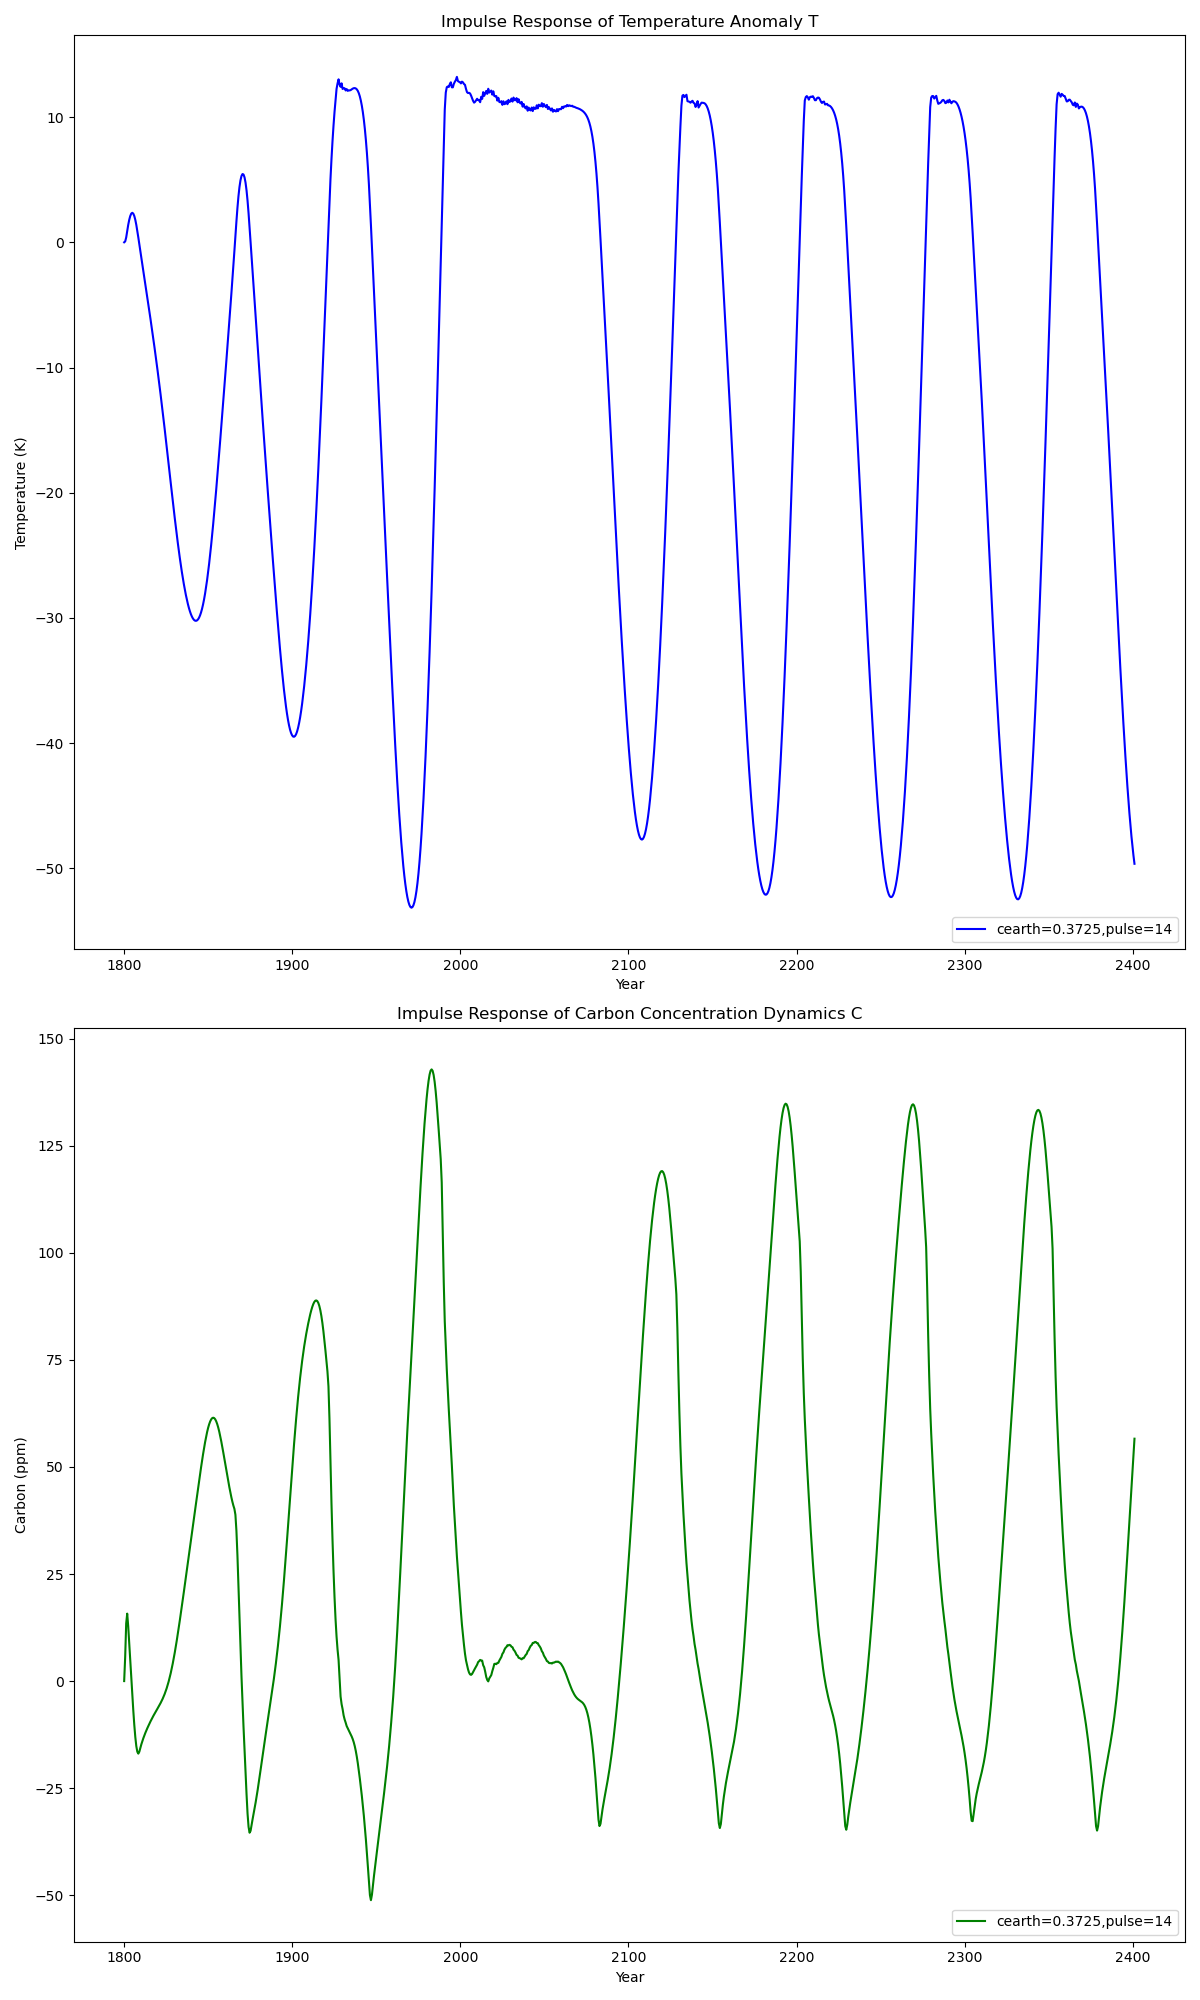 Impulse Response of Temperature Anomaly T
10
0
−10
−20
−30
−40
−50
Temperature (K)
cearth=0.3725,pulse=14
1800 1900 2000 2100 2200 2300 2400
Year
Impulse Response of Carbon Concentration Dynamics C
150
125
100
75
50
25
0
−25
−50
Carbon (ppm)
cearth=0.3725,pulse=14
1800 1900 2000 2100 2200 2300 2400
Year